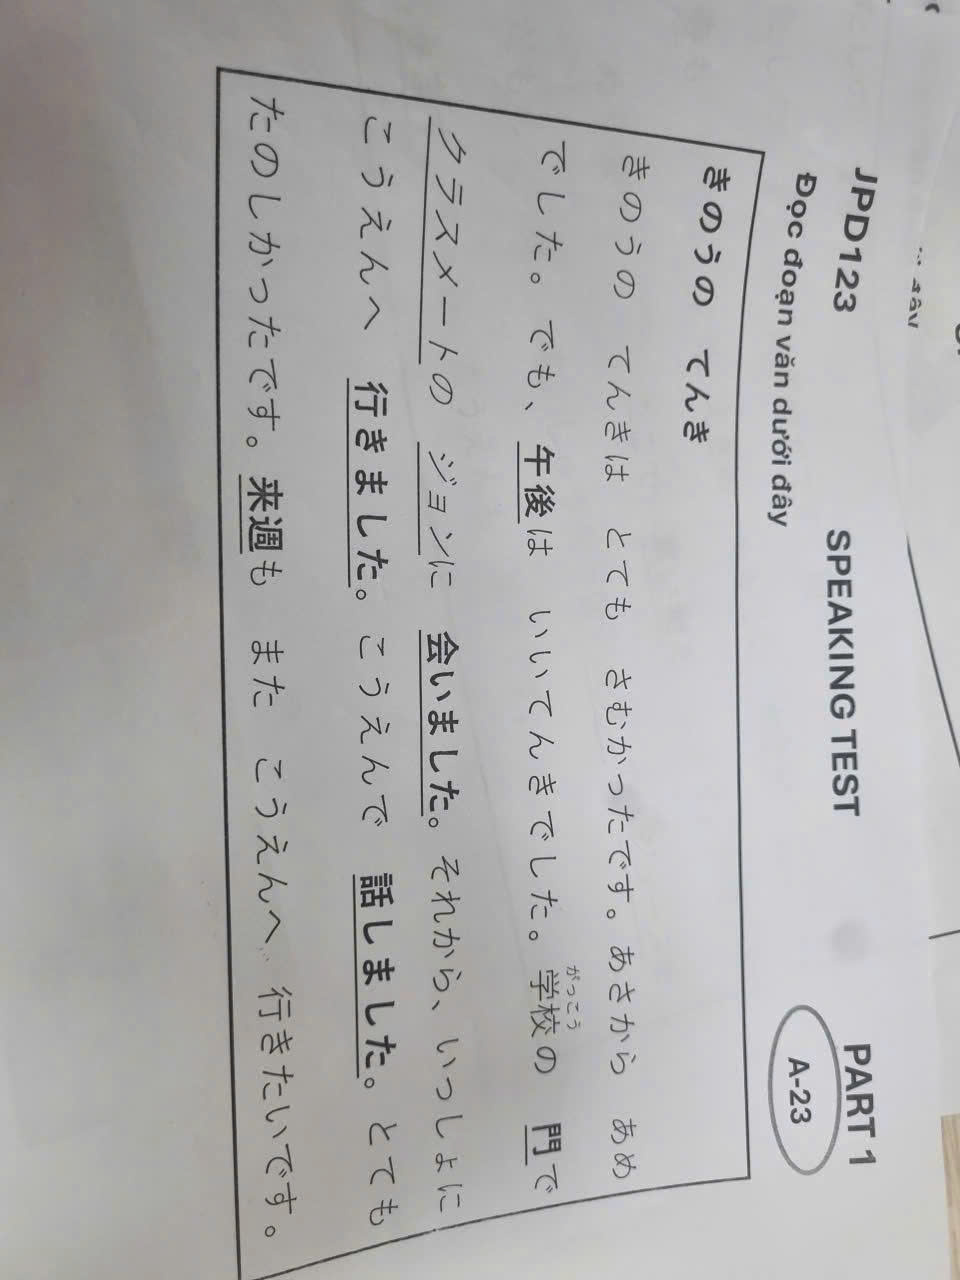 JPD123 SPEAKING TEST PART 1
Đọc đoạn văn dưới đây A-23
きのうの てんき
きのうの てんきは とても さむかったです。あさから あめ
でした。でも、午後は いいてんきでした。学校の 門で
がっこう
クラスメートの ジョンに 会いました。それから、いっしょに
こうえんへ 行きました。こうえんで 話しました。とても
たのしかったです。来週も また こうえんへ 行きたいです。
đây